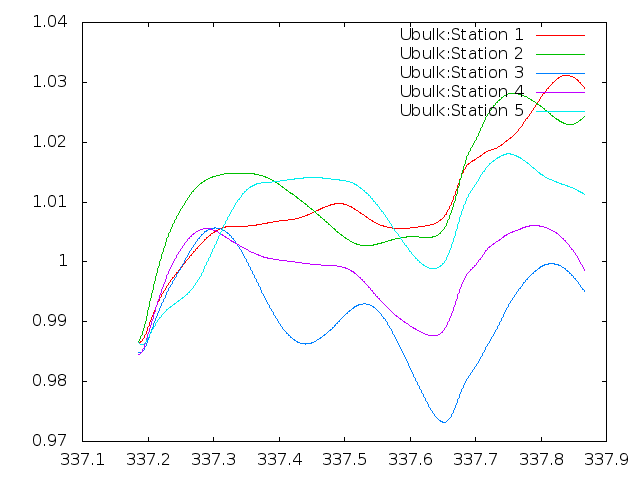 1.04
1.03
1.02
1.01
1
0.99
0.98
0.97
337.1 337.2 337.3 337.4 337.5 337.6 337.7 337.8 337.9
Ubulk:Station 1
Ubulk:Station 2
Ubulk:Station 3
Ubulk:Station 4
Ubulk:Station 5